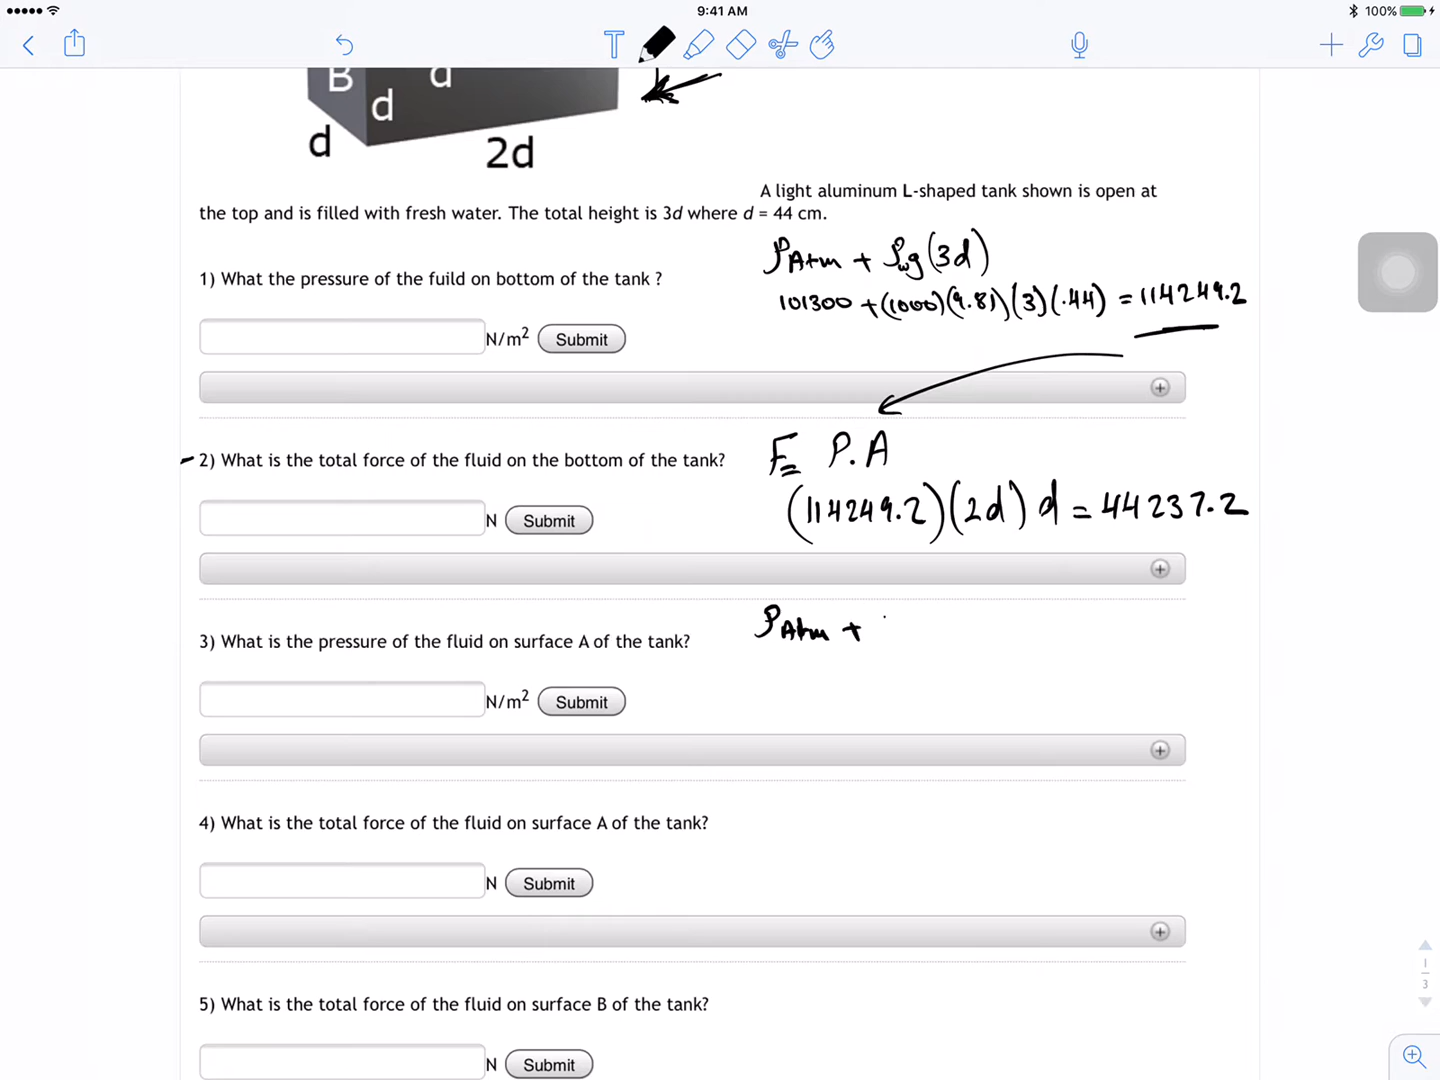 9:41 AM
100%
T
B
d
d
d
2d
A light aluminum L-shaped tank shown is open at
the top and is filled with fresh water. The total height is 3d where d = 44 cm.
PAtm + ρwg(3d)
1) What the pressure of the fuild on bottom of the tank ?
101300 + (1000)(9.81)(3)(.44) = 114249.2
N/m²
Submit
F= P.A
2) What is the total force of the fluid on the bottom of the tank?
(114249.2)(2d)d = 44237.2
N
Submit
PAtm +
3) What is the pressure of the fluid on surface A of the tank?
N/m²
Submit
4) What is the total force of the fluid on surface A of the tank?
N
Submit
1
3
5) What is the total force of the fluid on surface B of the tank?
N
Submit